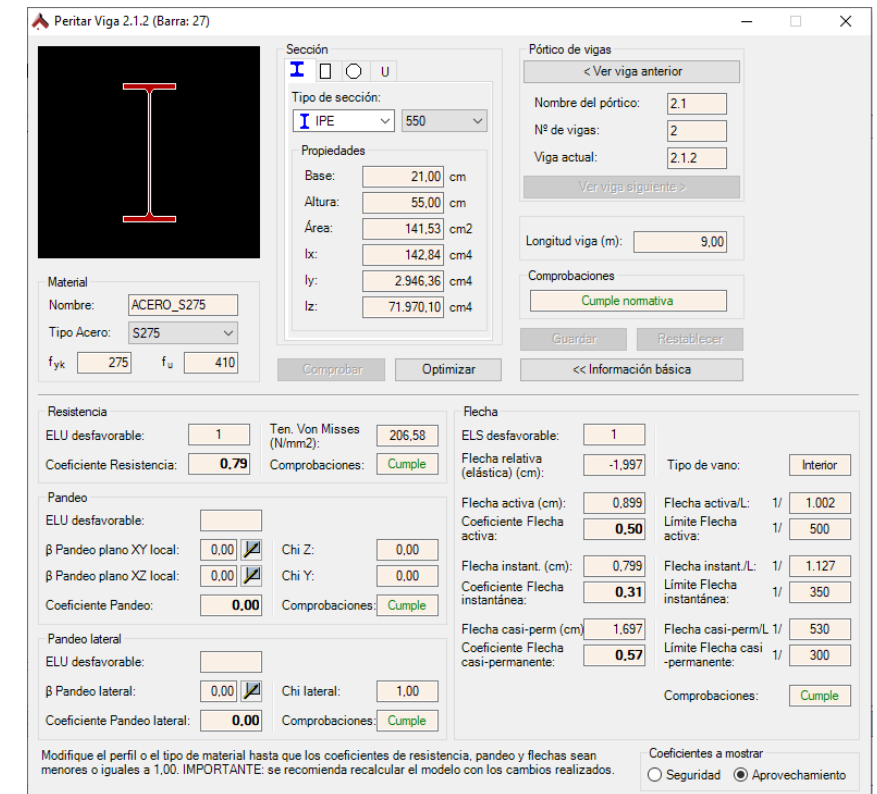 Peritar Viga 2.1.2 (Barra: 27)
Sección
U
Tipo de sección:
IPE 550
Propiedades
Base: 21,00 cm
Altura: 55,00 cm
Área: 141,53 cm2
Ix: 142,84 cm4
Iy: 2.946,36 cm4
Iz: 71.970,10 cm4
Pórtico de vigas
< Ver viga anterior
Nombre del pórtico: 2.1
Nº de vigas: 2
Viga actual: 2.1.2
Ver viga siguiente >
Longitud viga (m): 9,00
Material
Nombre: ACERO_S275
Tipo Acero: S275
fyk 275 fu 410
Comprobaciones
Cumple normativa
Guardar Restablecer
Comprobar Optimizar << Información básica
Resistencia
ELU desfavorable: 1 Ten. Von Misses (N/mm2): 206,58
Coeficiente Resistencia: 0,79 Comprobaciones: Cumple
Pandeo
ELU desfavorable:
β Pandeo plano XY local: 0,00 Chi Z: 0,00
β Pandeo plano XZ local: 0,00 Chi Y: 0,00
Coeficiente Pandeo: 0,00 Comprobaciones: Cumple
Pandeo lateral
ELU desfavorable:
β Pandeo lateral: 0,00 Chi lateral: 1,00
Coeficiente Pandeo lateral: 0,00 Comprobaciones: Cumple
Flecha
ELS desfavorable: 1
Flecha relativa (elástica) (cm): -1,997 Tipo de vano: Interior
Flecha activa (cm): 0,899 Flecha activa/L: 1/ 1.002
Coeficiente Flecha activa: 0,50 Límite Flecha activa: 1/ 500
Flecha instant. (cm): 0,799 Flecha instant./L: 1/ 1.127
Coeficiente Flecha instantánea: 0,31 Límite Flecha instantánea: 1/ 350
Flecha casi-perm (cm) 1,697 Flecha casi-perm/L 1/ 530
Coeficiente Flecha casi-permanente: 0,57 Límite Flecha casi -permanente: 1/ 300
Comprobaciones: Cumple
Modifique el perfil o el tipo de material hasta que los coeficientes de resistencia, pandeo y flechas sean
menores o iguales a 1,00. IMPORTANTE: se recomienda recalcular el modelo con los cambios realizados.
Coeficientes a mostrar
Seguridad Aprovechamiento